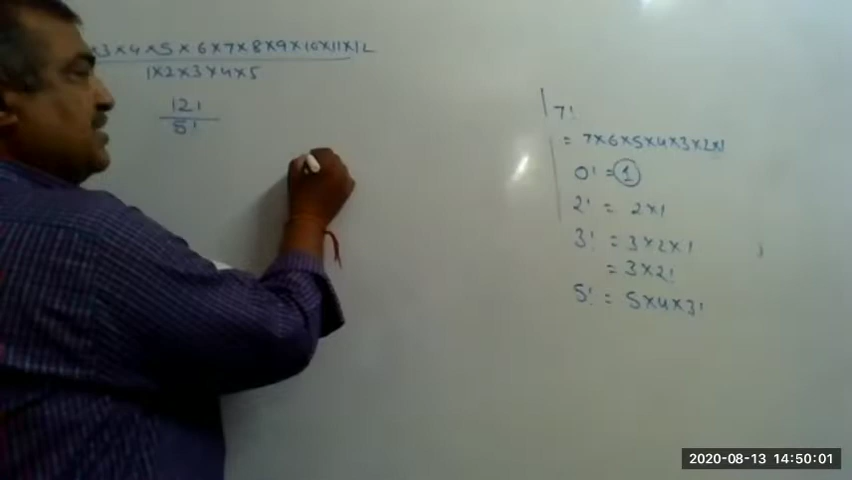 ×3×4×5×6×7×8×9×10×11×12
1×2×3×4×5
12!
5!
7!
= 7×6×5×4×3×2×1
0! = 1
2! = 2×1
3! = 3×2×1
= 3×2!
5! = 5×4×3!
2020-08-13 14:50:01